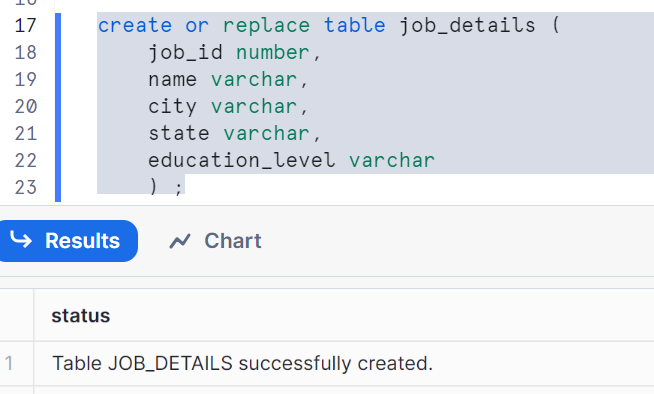 17 create or replace table job_details (
18 job_id number,
19 name varchar,
20 city varchar,
21 state varchar,
22 education_level varchar
23 ) ;
Results Chart
status
1 Table JOB_DETAILS successfully created.